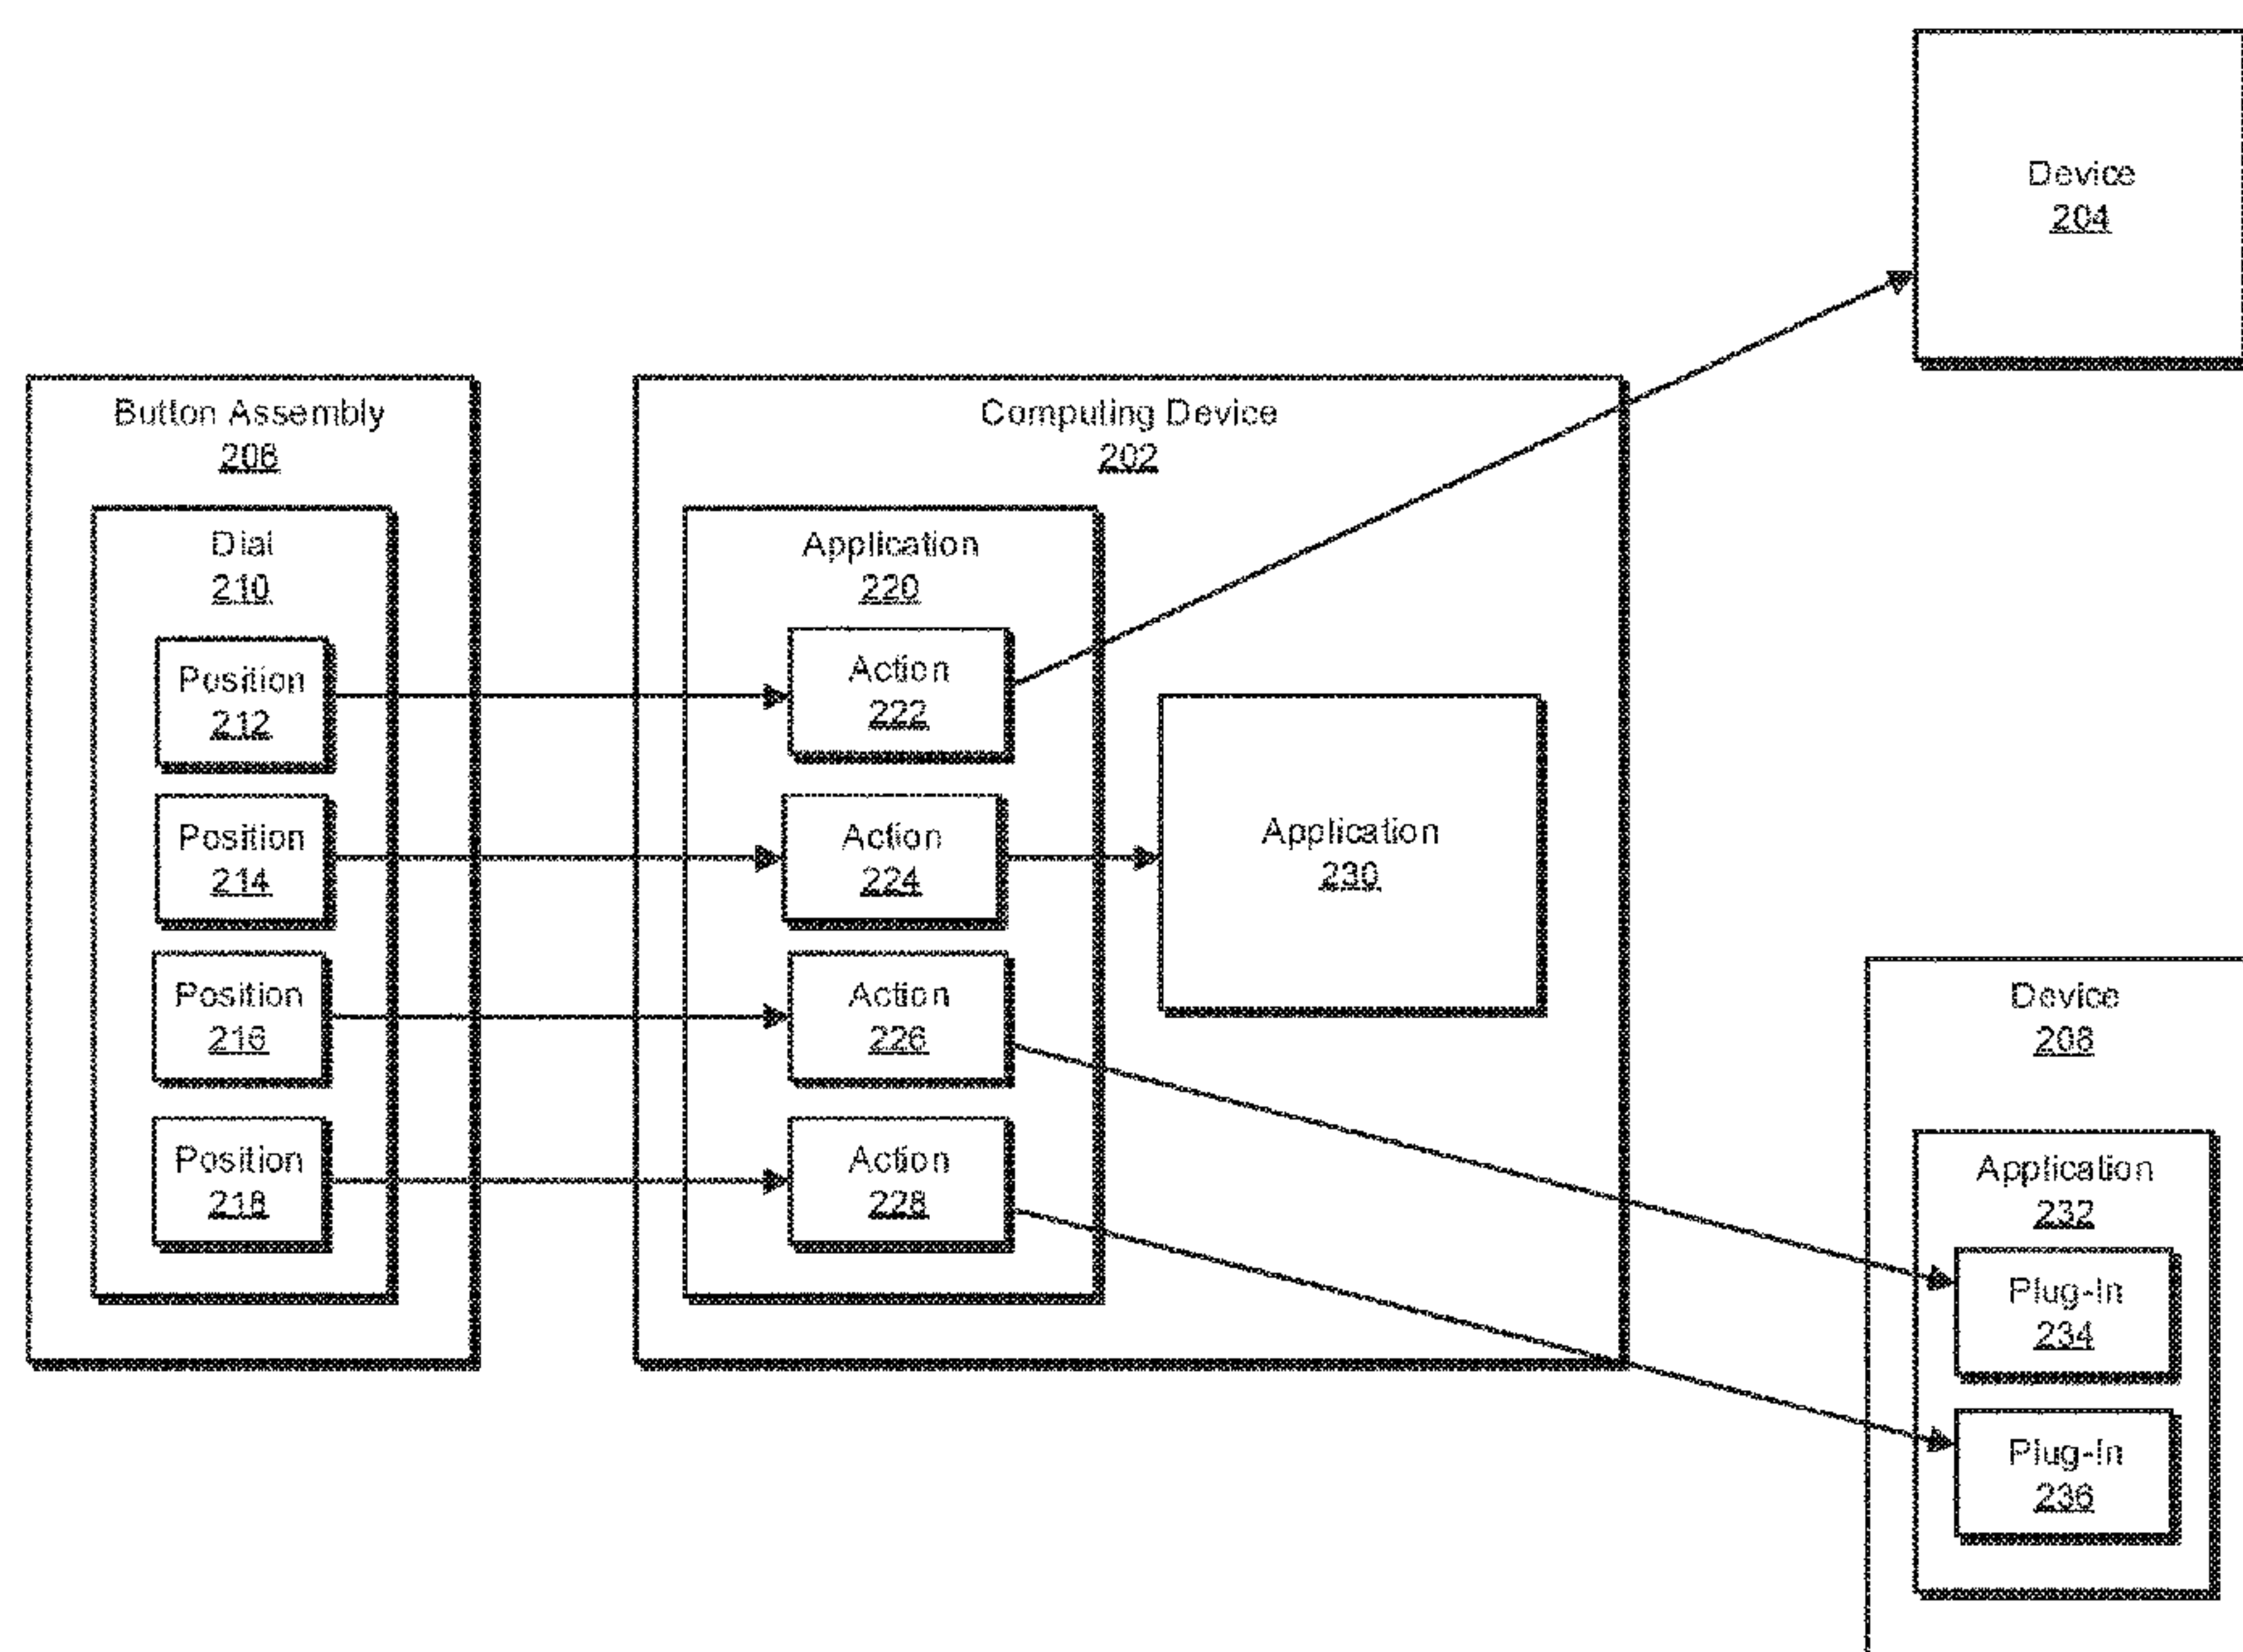 Device
204
Button Assembly
206
Dial
210
Position
212
Position
214
Position
216
Position
218
Computing Device
202
Application
220
Action
222
Action
224
Action
226
Action
228
Application
230
Device
208
Application
232
Plug-In
234
Plug-In
236